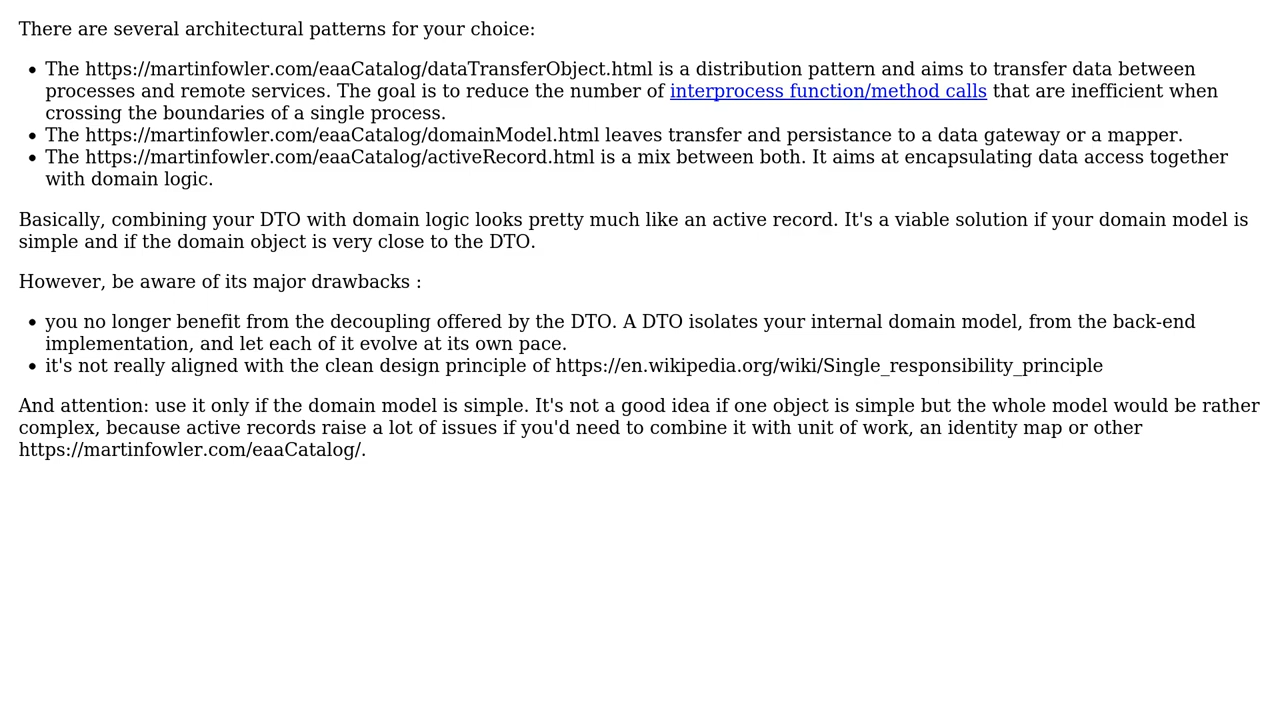 There are several architectural patterns for your choice:
• The https://martinfowler.com/eaaCatalog/dataTransferObject.html is a distribution pattern and aims to transfer data between
processes and remote services. The goal is to reduce the number of interprocess function/method calls that are inefficient when
crossing the boundaries of a single process.
• The https://martinfowler.com/eaaCatalog/domainModel.html leaves transfer and persistance to a data gateway or a mapper.
• The https://martinfowler.com/eaaCatalog/activeRecord.html is a mix between both. It aims at encapsulating data access together
with domain logic.
Basically, combining your DTO with domain logic looks pretty much like an active record. It's a viable solution if your domain model is
simple and if the domain object is very close to the DTO.
However, be aware of its major drawbacks :
• you no longer benefit from the decoupling offered by the DTO. A DTO isolates your internal domain model, from the back-end
implementation, and let each of it evolve at its own pace.
• it's not really aligned with the clean design principle of https://en.wikipedia.org/wiki/Single_responsibility_principle
And attention: use it only if the domain model is simple. It's not a good idea if one object is simple but the whole model would be rather
complex, because active records raise a lot of issues if you'd need to combine it with unit of work, an identity map or other
https://martinfowler.com/eaaCatalog/.